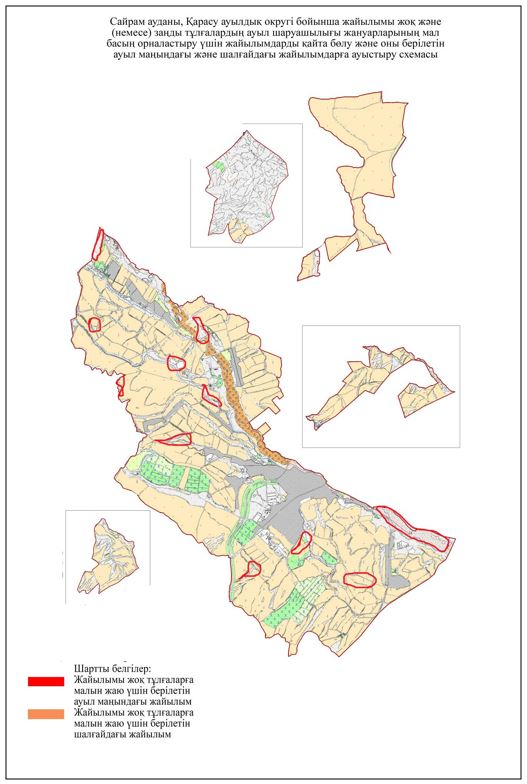 Сайрам ауданы, Қарасу ауылдық округі бойынша жайылымы жоқ және
(немесе) заңды тұлғалардың ауыл шаруашылығы жануарларының мал
басың орналастыру үшін жайылымдарды қайта бөлу және оны берілетін
ауыл маңындағы және шалғайдағы жайылымдарға ауыстыру схемасы
Шартты белгілер:
Жайылымы жоқ тұлғаларға
малын жаю үшін берілетін
ауыл маңындағы жайылым
Жайылымы жоқ тұлғаларға
малын жаю үшін берілетін
шалғайдағы жайылым